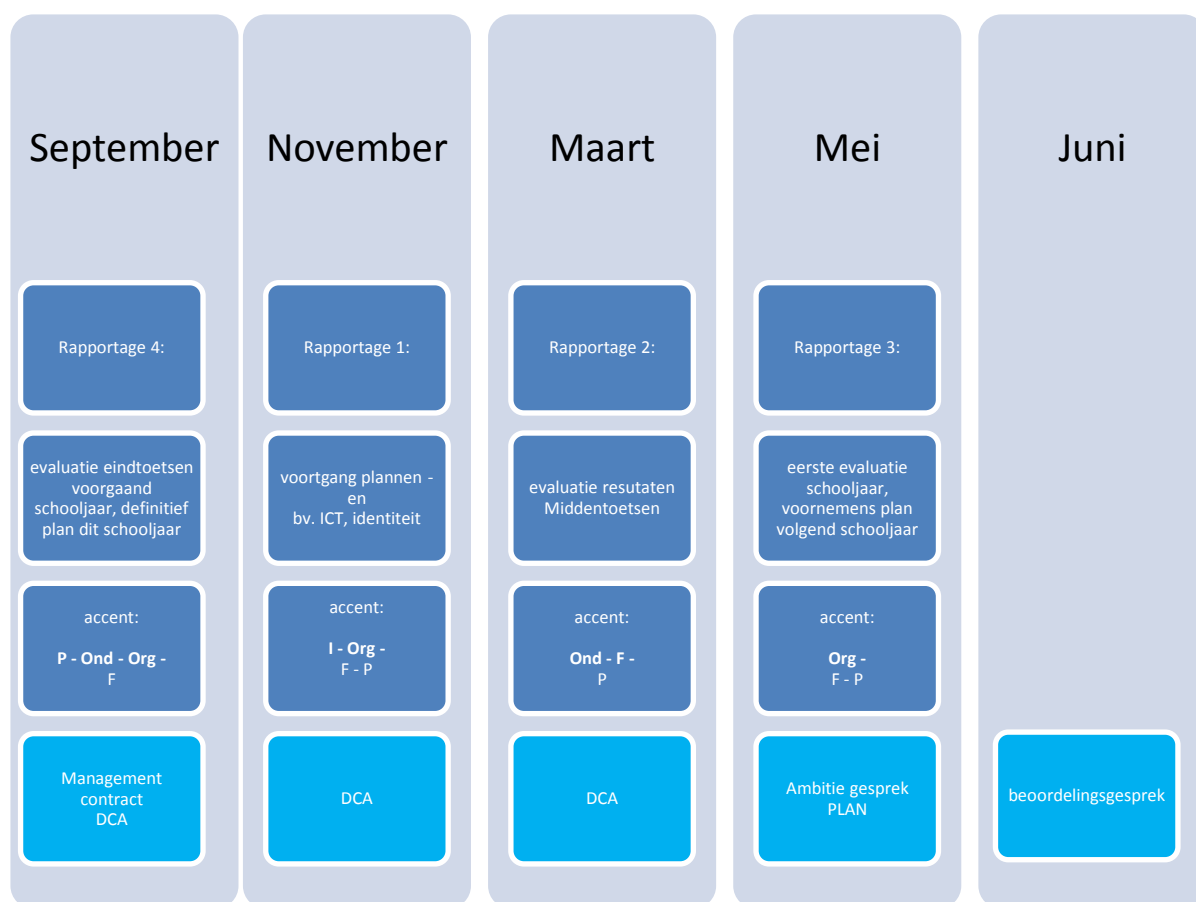 September
Rapportage 4:
evaluatie eindtoetsen
voorgaand
schooljaar, definitief
plan dit schooljaar
accent:
P - Ond - Org -
F
Management
contract
DCA
November
Rapportage 1:
voortgang plannen -
en
bv. ICT, identiteit
accent:
I - Org -
F - P
DCA
Maart
Rapportage 2:
evaluatie resutaten
Middentoetsen
accent:
Ond - F -
P
DCA
Mei
Rapportage 3:
eerste evaluatie
schooljaar,
voornemens plan
volgend schooljaar
accent:
Org -
F - P
Ambitie gesprek
PLAN
Juni
beoordelingsgesprek